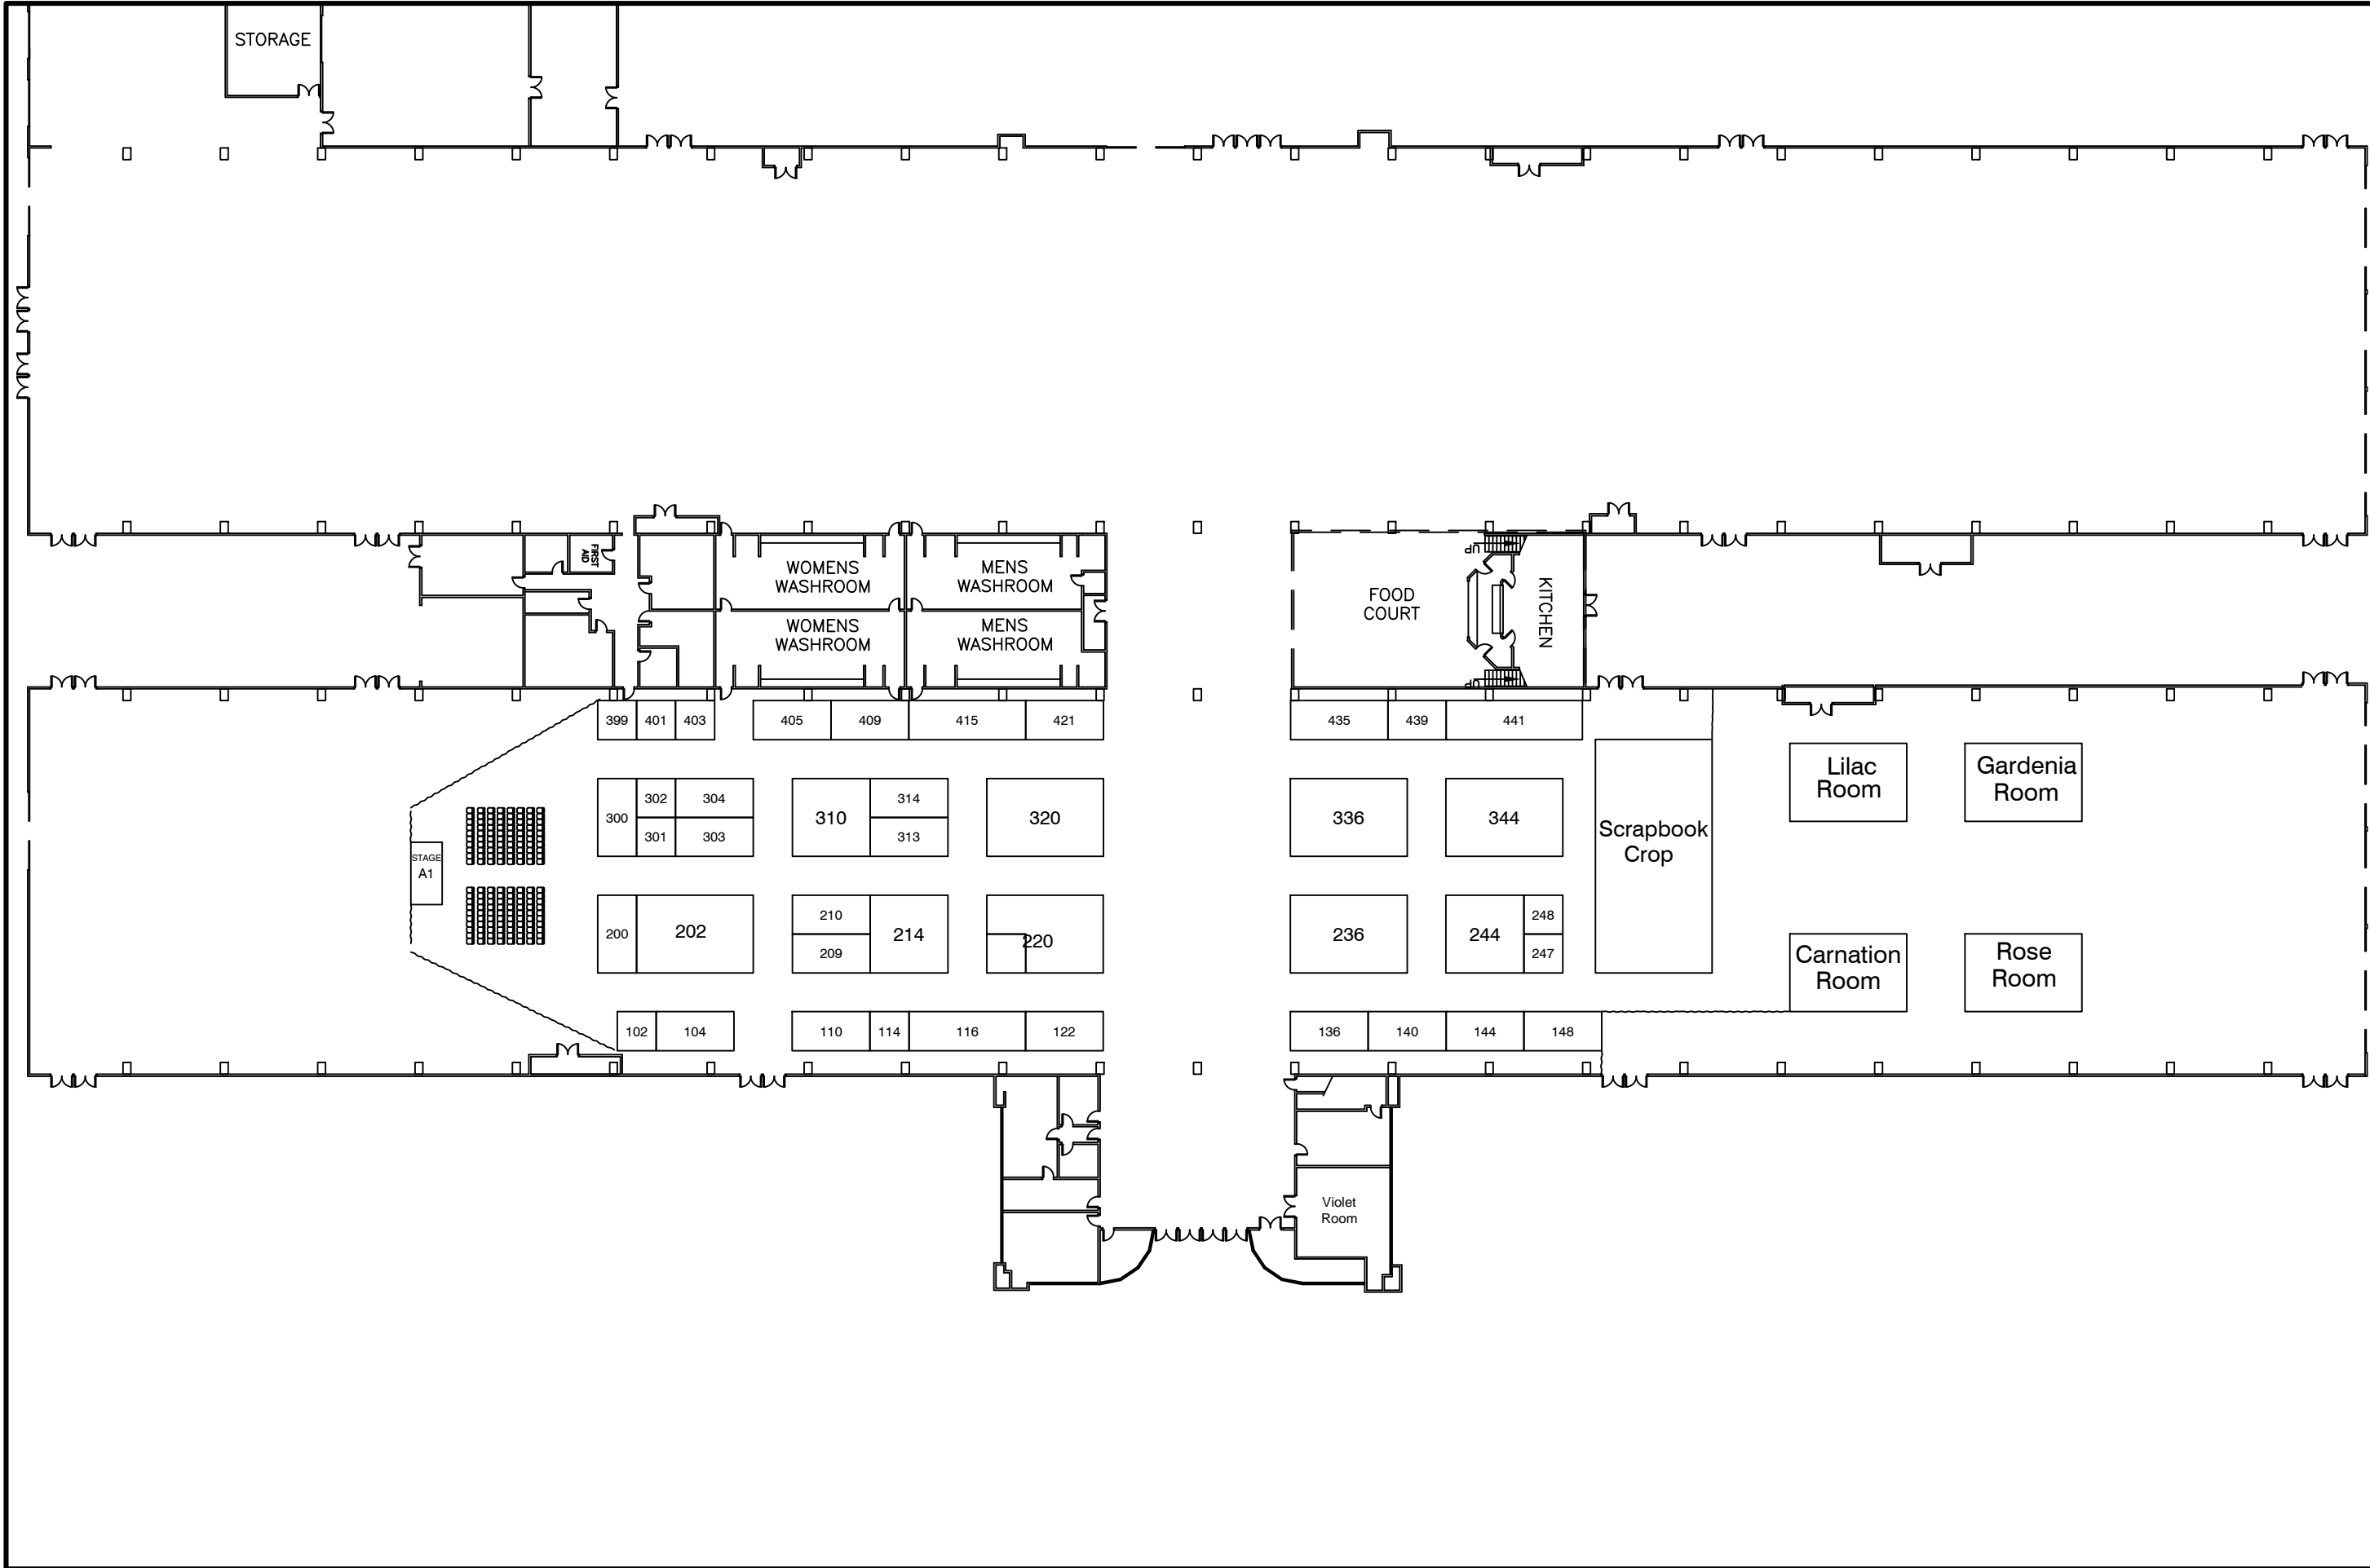 STORAGE
FIRST
AID
WOMENS
WASHROOM
MENS
WASHROOM
WOMENS
WASHROOM
MENS
WASHROOM
FOOD
COURT
UP
KITCHEN
UP
399 401 403 405 409 415 421 435 439 441
Lilac
Room
Gardenia
Room
300 302 304 301 303
310 314 313
320
336
344
Scrapbook
Crop
STAGE
A1
200 202
210 209 214
220
236
244 248 247
Carnation
Room
Rose
Room
102 104 110 114 116 122 136 140 144 148
Violet
Room